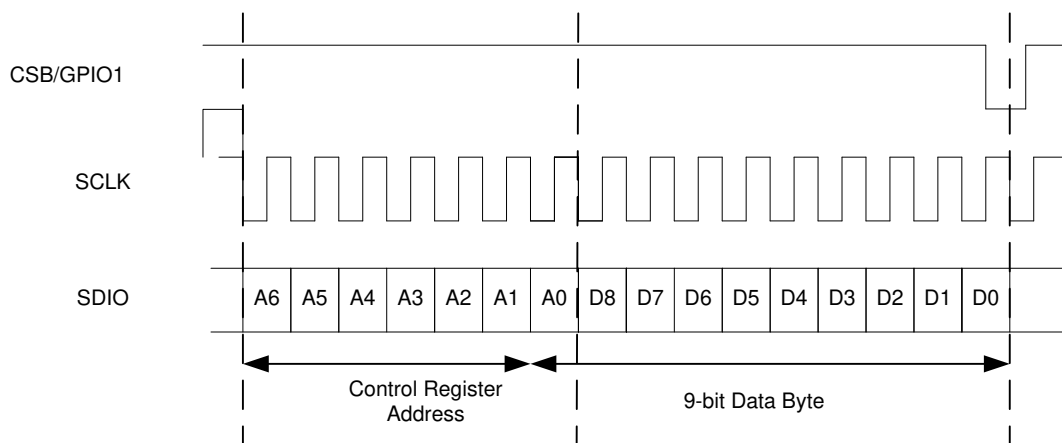 CSB/GPIO1
SCLK
SDIO
A6 A5 A4 A3 A2 A1 A0 D8 D7 D6 D5 D4 D3 D2 D1 D0
Control Register
Address
9-bit Data Byte